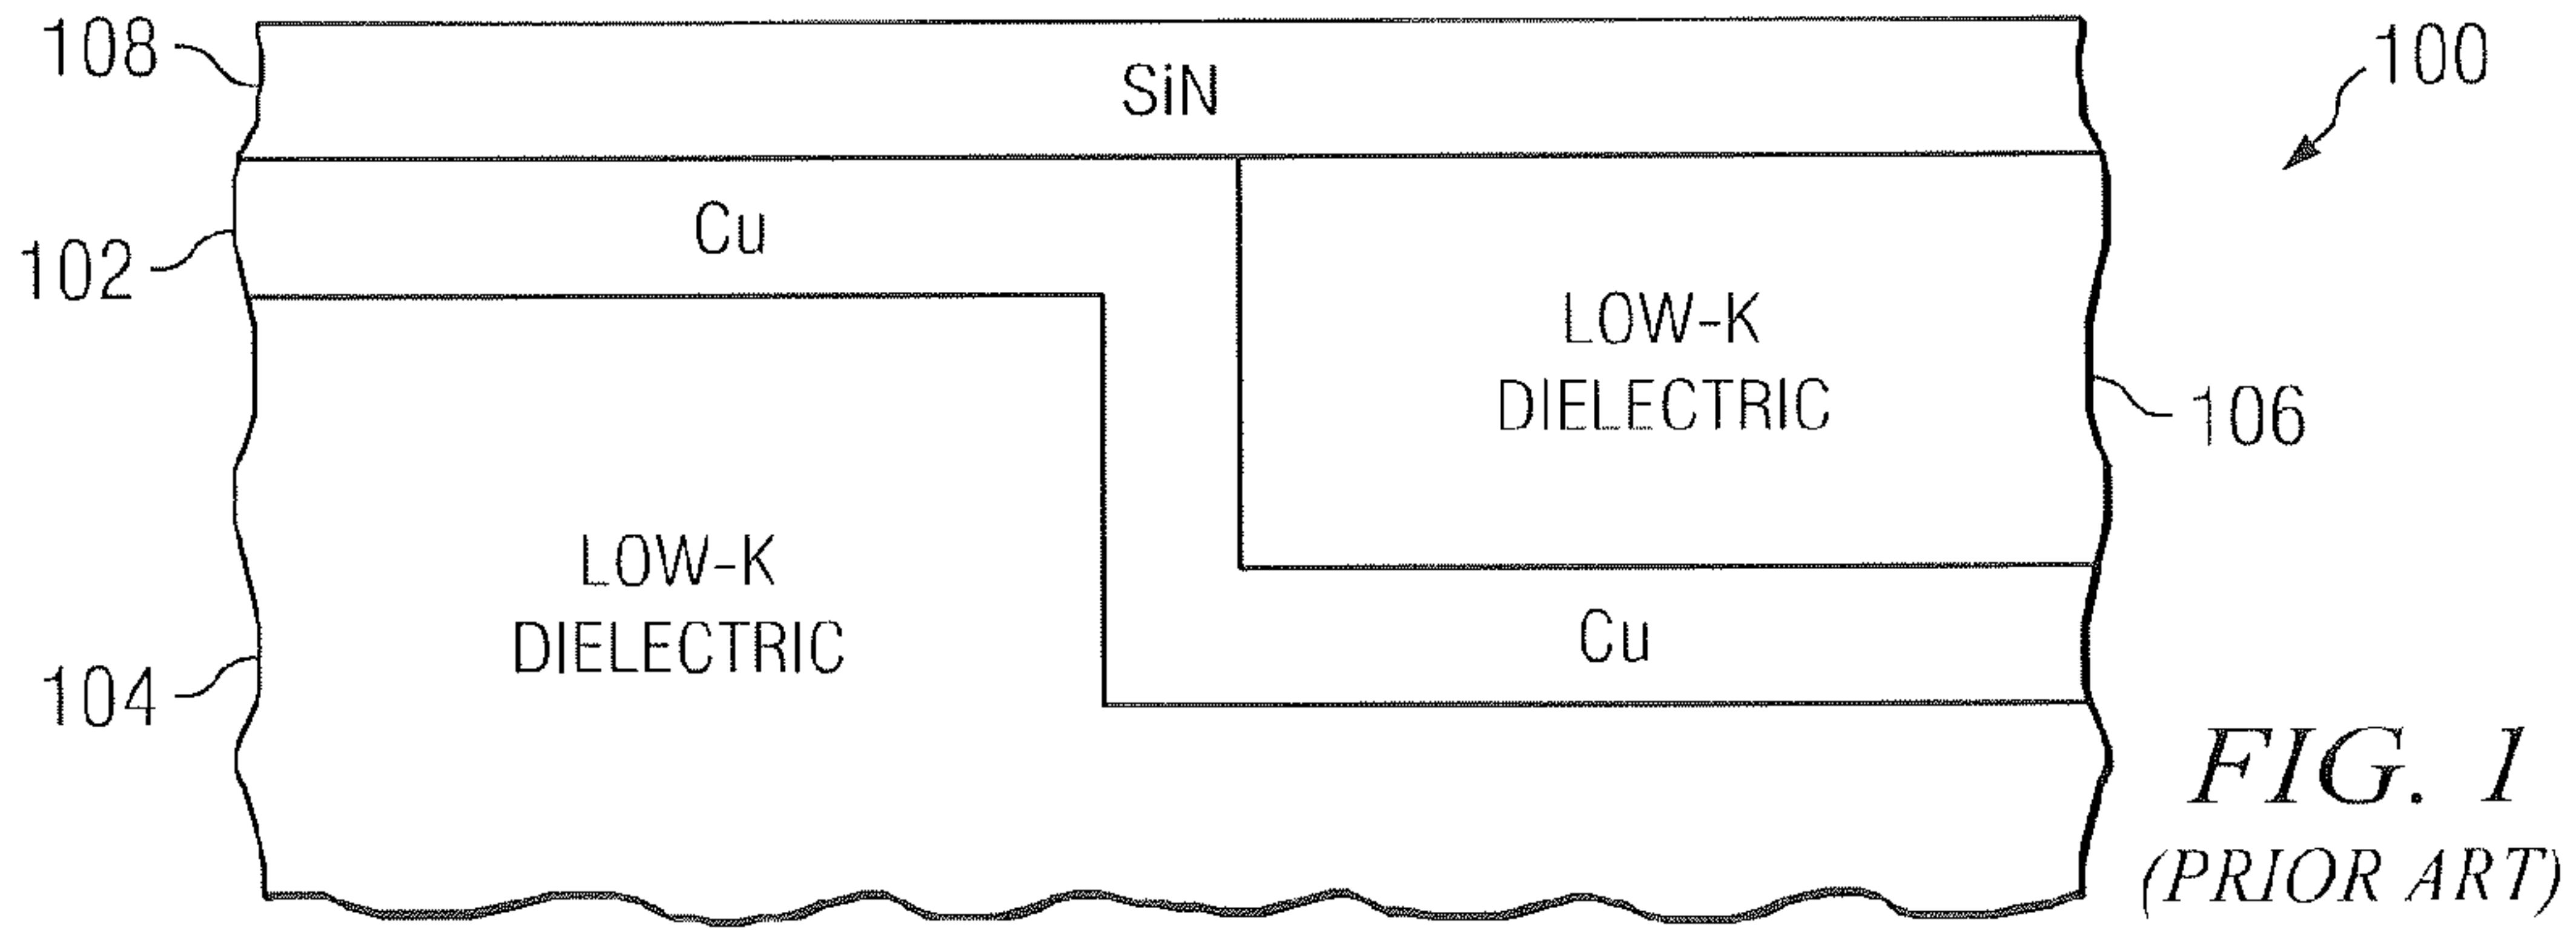 108
SiN
100
Cu
102
LOW-K
DIELECTRIC
106
LOW-K
DIELECTRIC
Cu
104
FIG. 1
(PRIOR ART)